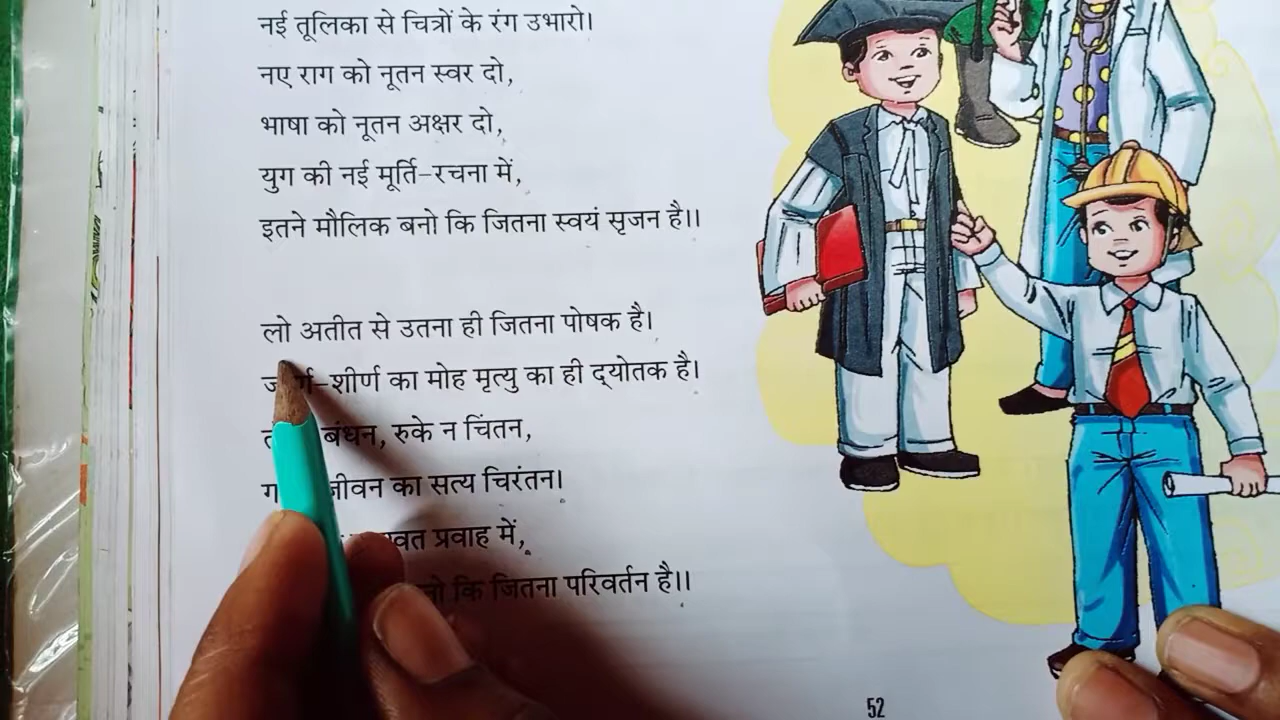 नई तूलिका से चित्रों के रंग उभारो।
नए राग को नूतन स्वर दो,
भाषा को नूतन अक्षर दो,
युग की नई मूर्ति-रचना में,
इतने मौलिक बनो कि जितना स्वयं सृजन है।।
लो अतीत से उतना ही जितना पोषक है।
शीर्ण का मोह मृत्यु का ही द्योतक है।
बंधन, रुके न चिंतन,
जीवन का सत्य चिरंतन।
प्रवाह में,
कि जितना परिवर्तन है।।
52